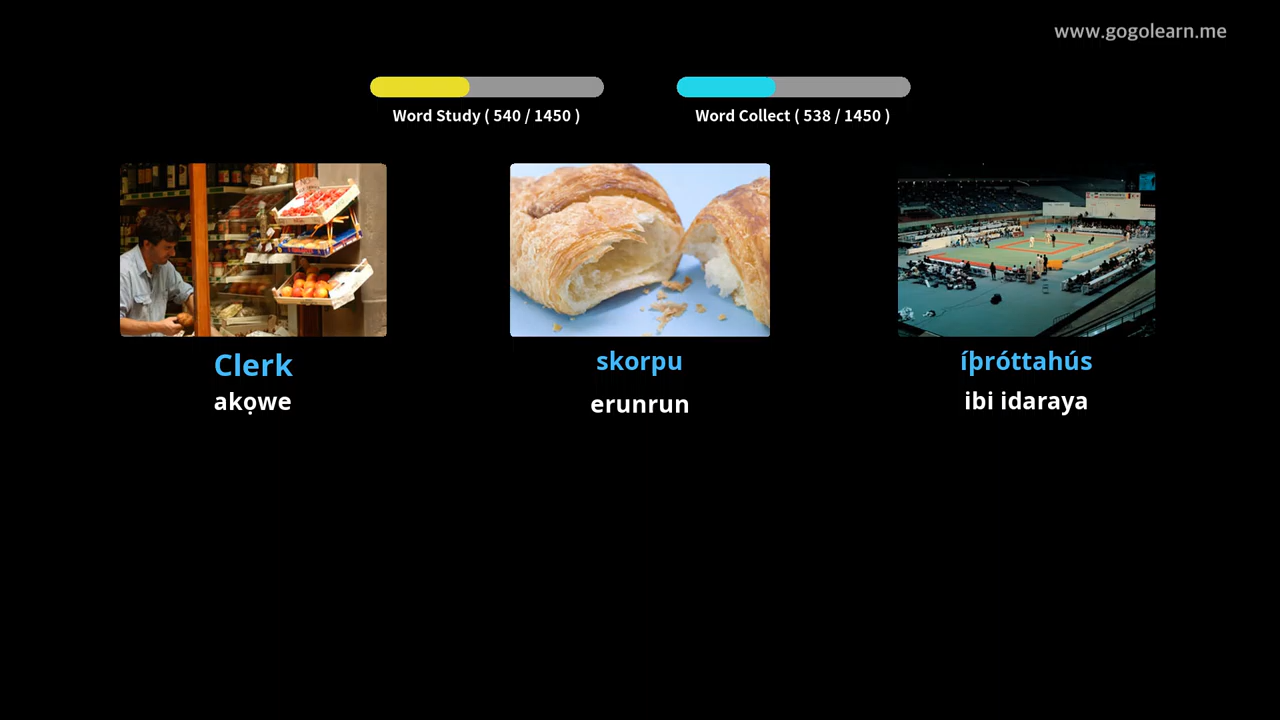 www.gogolearn.me
Word Study ( 540 / 1450 )
Word Collect ( 538 / 1450 )
Clerk
akọwe
skorpu
erunrun
íþróttahús
ibi idaraya